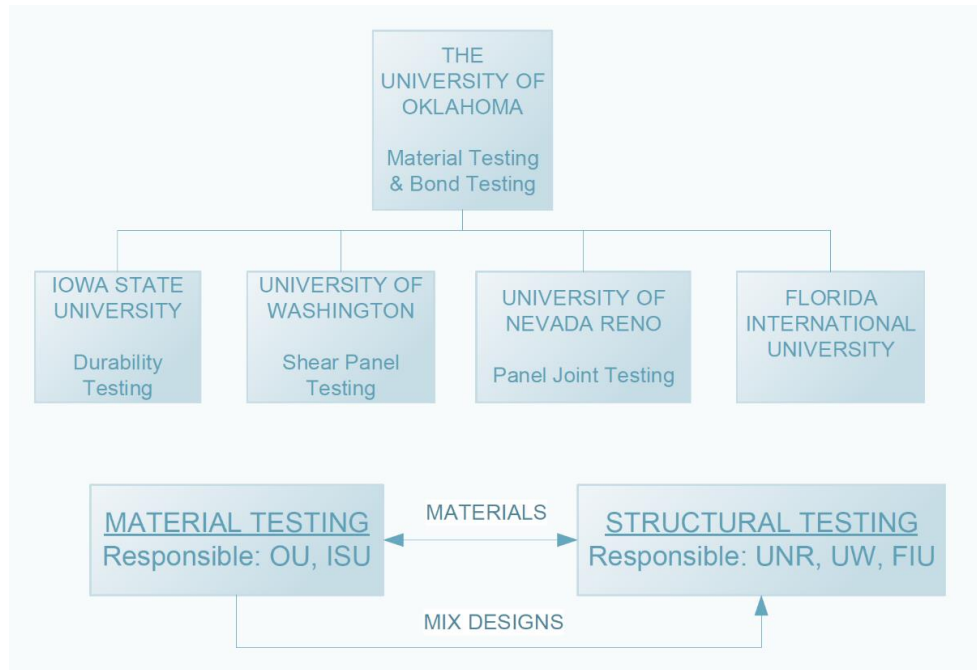 THE
UNIVERSITY OF
OKLAHOMA
Material Testing
& Bond Testing
IOWA STATE
UNIVERSITY
Durability
Testing
UNIVERSITY OF
WASHINGTON
Shear Panel
Testing
UNIVERSITY OF
NEVADA RENO
Panel Joint Testing
FLORIDA
INTERNATIONAL
UNIVERSITY
MATERIAL TESTING
Responsible: OU, ISU
MATERIALS
STRUCTURAL TESTING
Responsible: UNR, UW, FIU
MIX DESIGNS